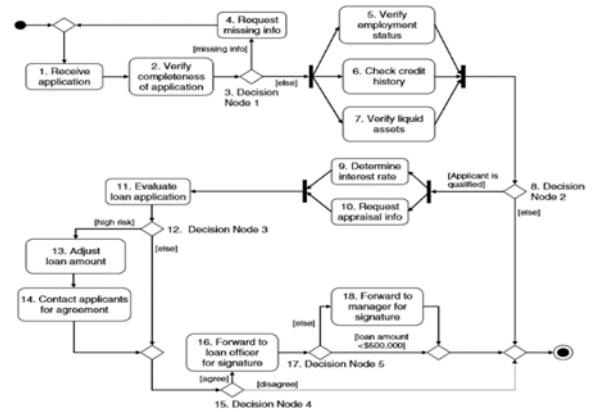 4. Request
missing info
[missing info]
1. Receive
application
2. Verify
completeness
of application
3. Decision
Node 1
[else]
5. Verify
employment
status
6. Check credit
history
7. Verify liquid
assets
8. Decision
Node 2
[Applicant is
qualified]
[else]
9. Determine
interest rate
10. Request
appraisal info
11. Evaluate
loan application
[high risk]
12. Decision Node 3
[else]
13. Adjust
loan amount
14. Contact applicants
for agreement
15. Decision Node 4
[agree]
[disagree]
16. Forward to
loan officer
for signature
17. Decision Node 5
[else]
[loan amount
<$500,000]
18. Forward to
manager for
signature